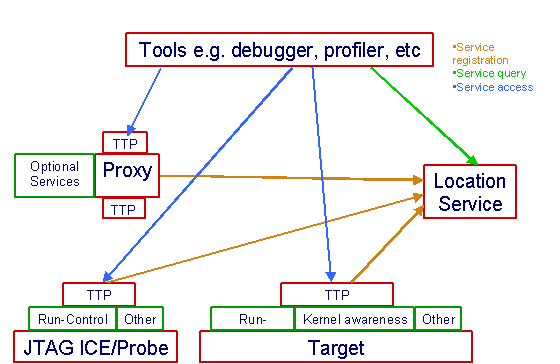 Tools e.g. debugger, profiler, etc
•Service
registration
•Service query
•Service access
TTP
Optional
Services
Proxy
TTP
Location
Service
TTP
Run-Control
Other
JTAG ICE/Probe
TTP
Run-
Kernel awareness
Other
Target